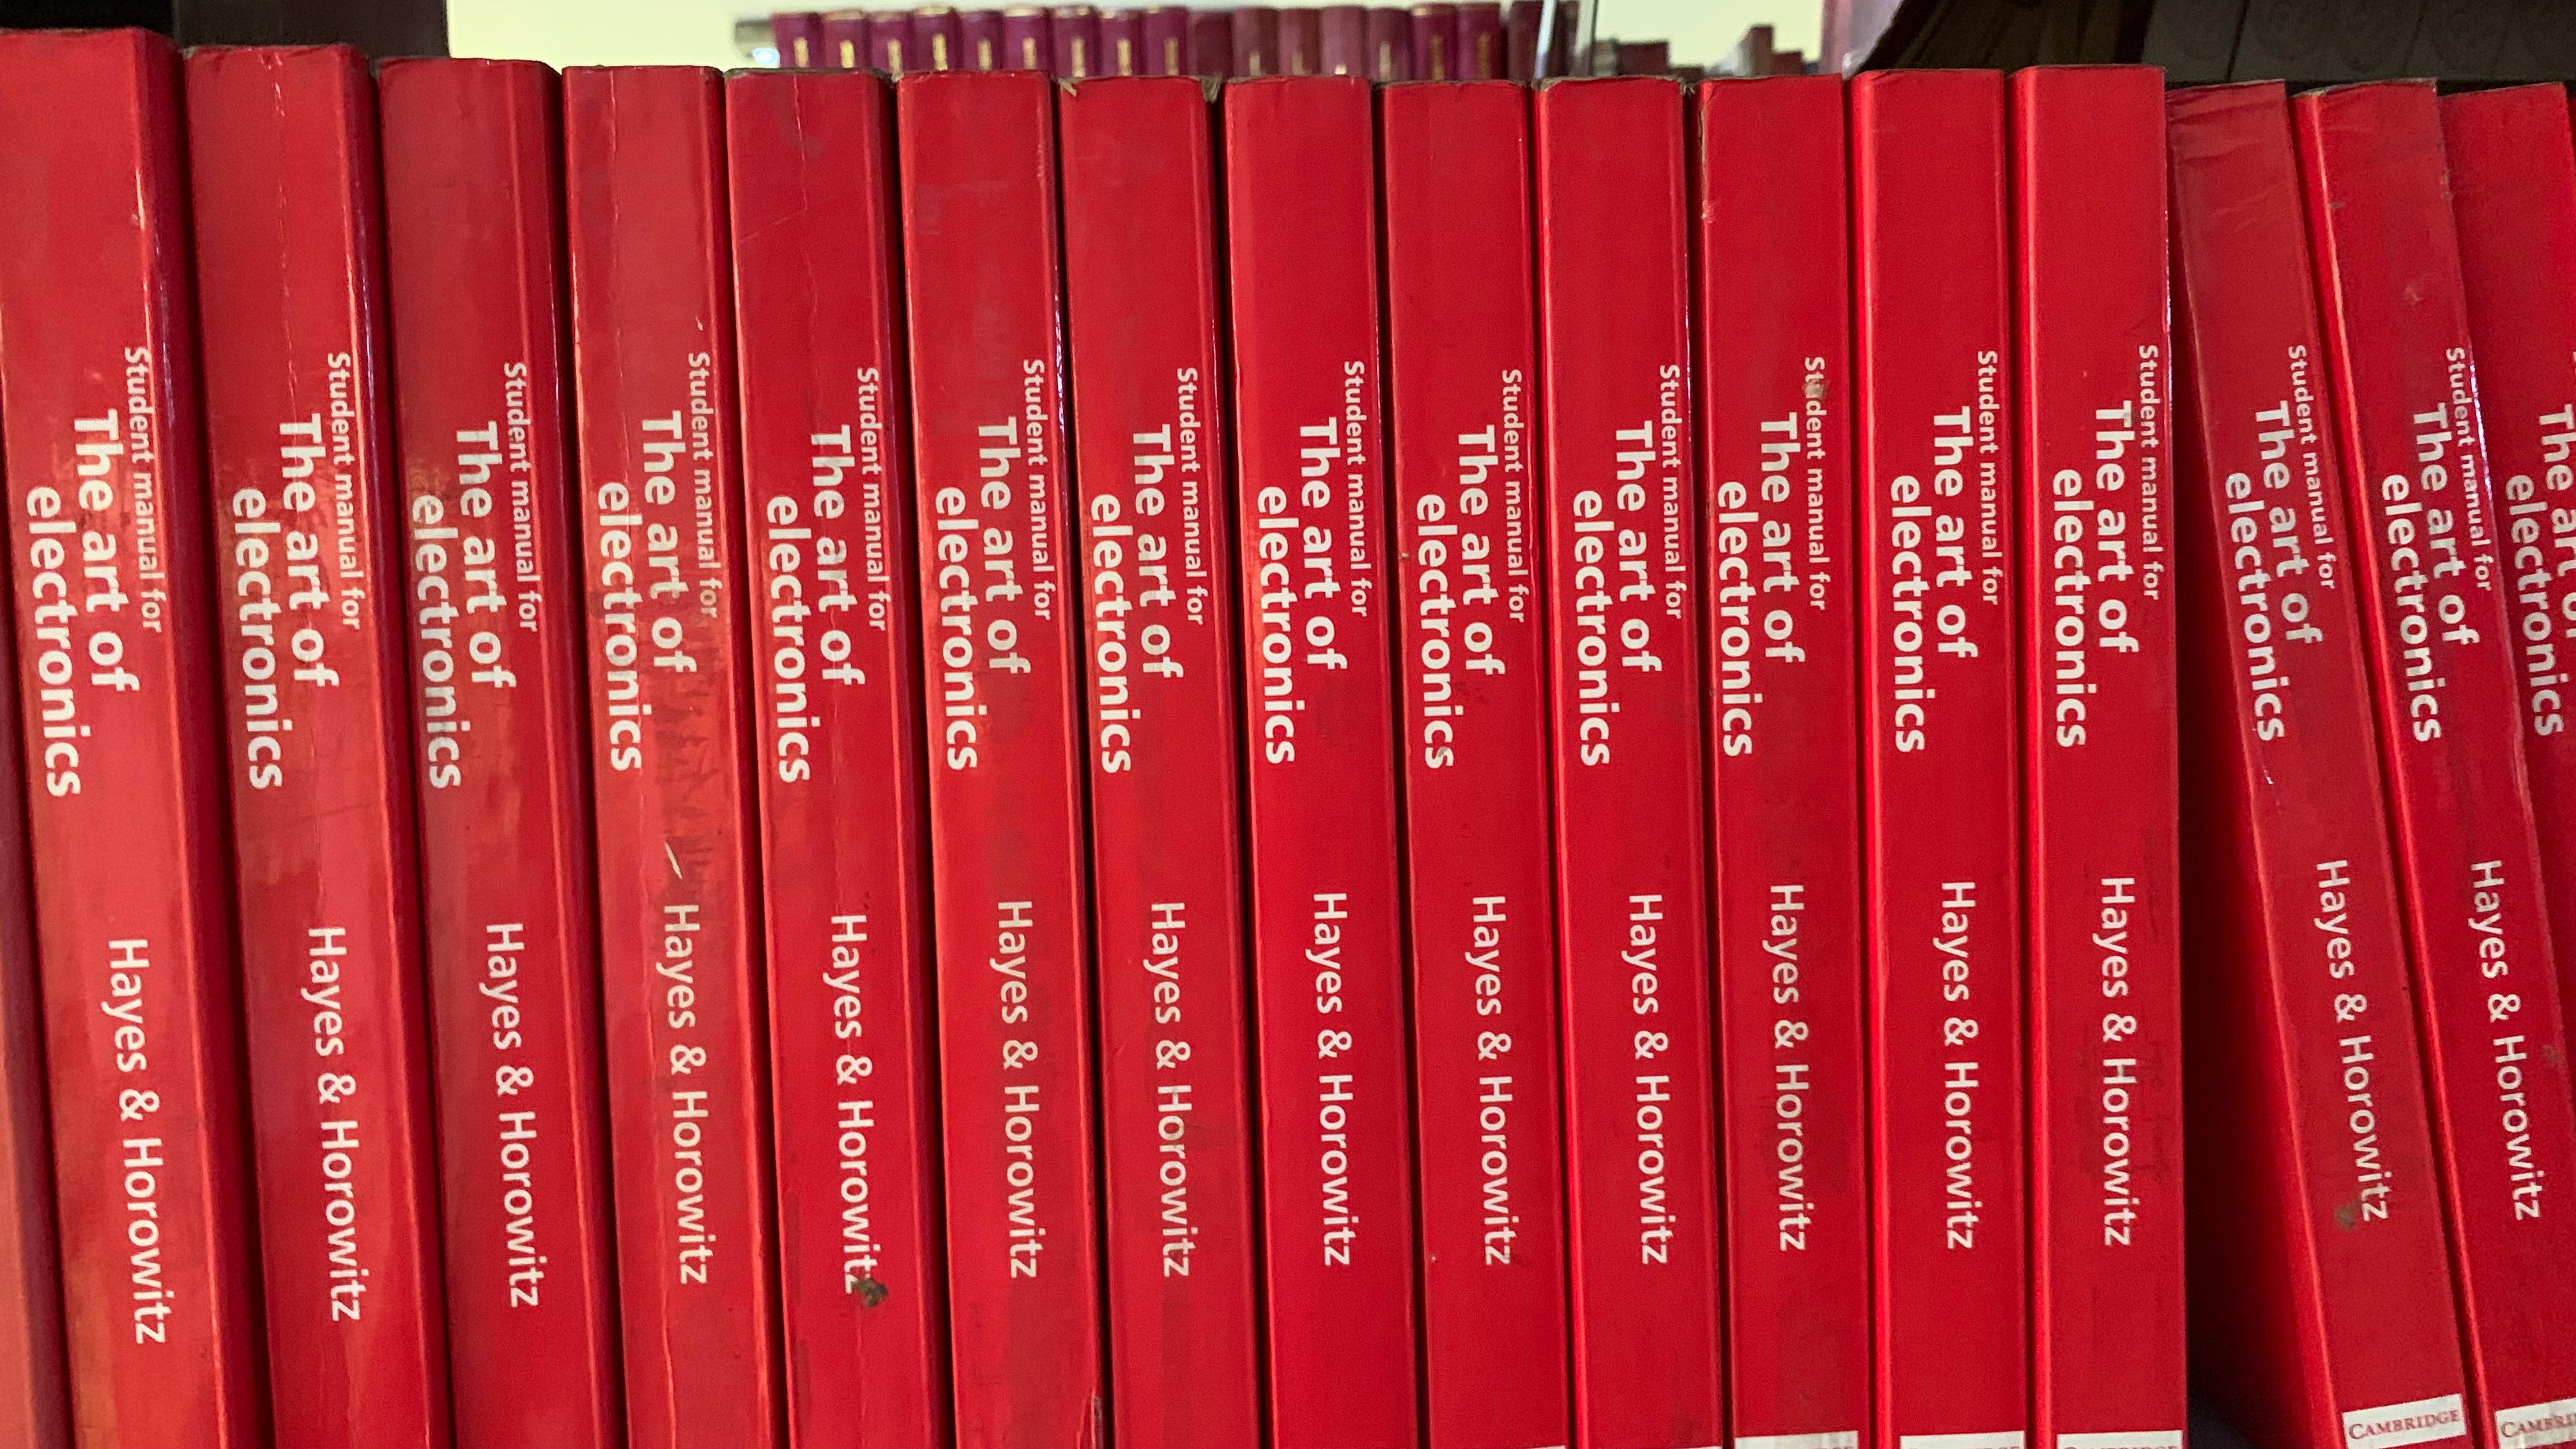 Student manual for
The art of
electronics
Hayes & Horowitz
Student manual for
The art of
electronics
Hayes & Horowitz
Student manual for
The art of
electronics
Hayes & Horowitz
Student manual for
The art of
electronics
Hayes & Horowitz
Student manual for
The art of
electronics
Hayes & Horowitz
Student manual for
The art of
electronics
Hayes & Horowitz
Student manual for
The art of
electronics
Hayes & Horowitz
Student manual for
The art of
electronics
Hayes & Horowitz
Student manual for
The art of
electronics
Hayes & Horowitz
Student manual for
The art of
electronics
Hayes & Horowitz
Student manual for
The art of
electronics
Hayes & Horowitz
Student manual for
The art of
electronics
Hayes & Horowitz
Student manual for
The art of
electronics
Hayes & Horowitz
Student manual for
The art of
electronics
Hayes & Horowitz
CAMBRIDGE
Student manual for
The art of
electronics
Hayes & Horowitz
The art
electronics